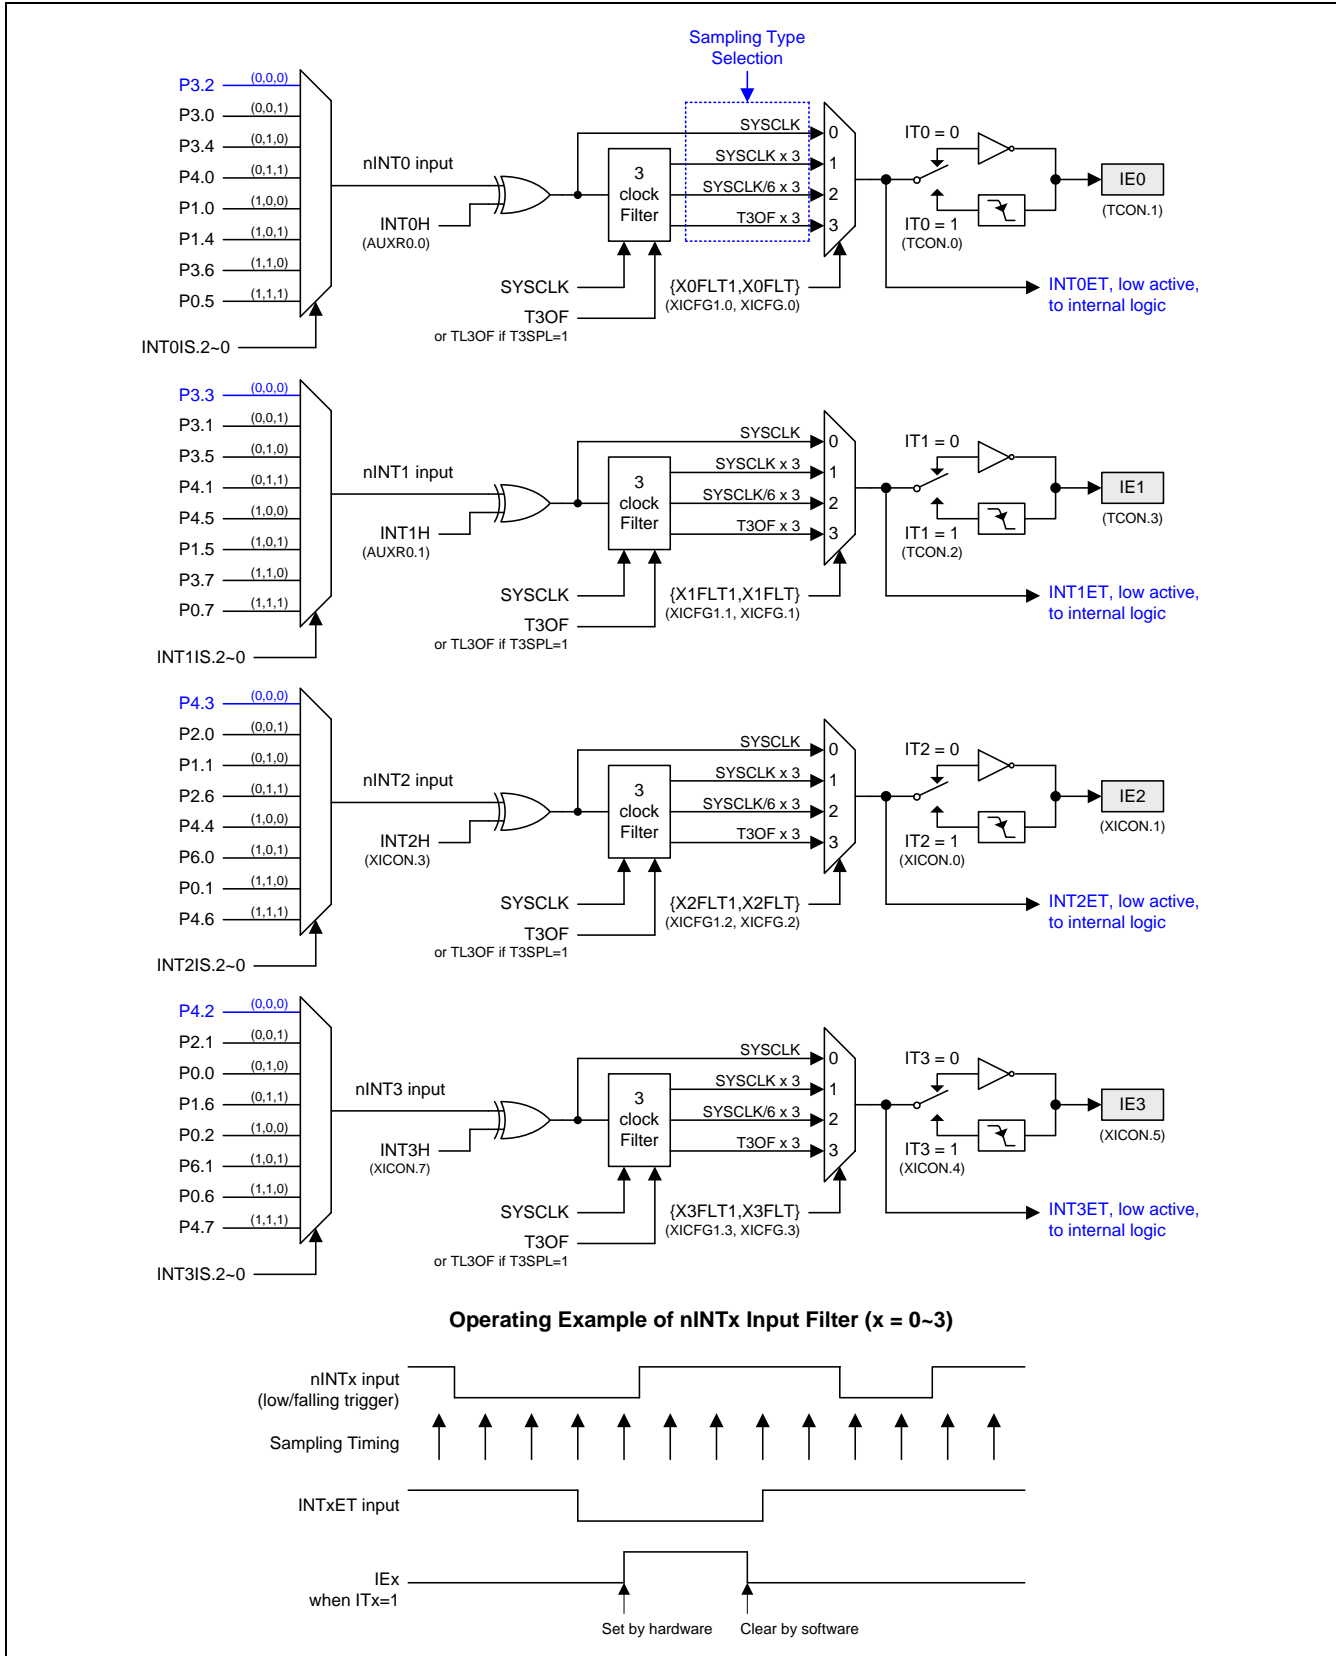 Sampling Type
Selection
P3.2 (0,0,0)
P3.0 (0,0,1)
P3.4 (0,1,0)
P4.0 (0,1,1)
P1.0 (1,0,0)
P1.4 (1,0,1)
P3.6 (1,1,0)
P0.5 (1,1,1)
INT0IS.2~0
nINT0 input
INT0H
(AUXR0.0)
3
clock
Filter
SYSCLK
T3OF
or TL3OF if T3SPL=1
SYSCLK 0
SYSCLK x 3 1
SYSCLK/6 x 3 2
T3OF x 3 3
{X0FLT1,X0FLT}
(XICFG1.0, XICFG.0)
IT0 = 0
IT0 = 1
(TCON.0)
IE0
(TCON.1)
INT0ET, low active,
to internal logic
P3.3 (0,0,0)
P3.1 (0,0,1)
P3.5 (0,1,0)
P4.1 (0,1,1)
P4.5 (1,0,0)
P1.5 (1,0,1)
P3.7 (1,1,0)
P0.7 (1,1,1)
INT1IS.2~0
nINT1 input
INT1H
(AUXR0.1)
3
clock
Filter
SYSCLK
T3OF
or TL3OF if T3SPL=1
SYSCLK 0
SYSCLK x 3 1
SYSCLK/6 x 3 2
T3OF x 3 3
{X1FLT1,X1FLT}
(XICFG1.1, XICFG.1)
IT1 = 0
IT1 = 1
(TCON.2)
IE1
(TCON.3)
INT1ET, low active,
to internal logic
P4.3 (0,0,0)
P2.0 (0,0,1)
P1.1 (0,1,0)
P2.6 (0,1,1)
P4.4 (1,0,0)
P6.0 (1,0,1)
P0.1 (1,1,0)
P4.6 (1,1,1)
INT2IS.2~0
nINT2 input
INT2H
(XICON.3)
3
clock
Filter
SYSCLK
T3OF
or TL3OF if T3SPL=1
SYSCLK 0
SYSCLK x 3 1
SYSCLK/6 x 3 2
T3OF x 3 3
{X2FLT1,X2FLT}
(XICFG1.2, XICFG.2)
IT2 = 0
IT2 = 1
(XICON.0)
IE2
(XICON.1)
INT2ET, low active,
to internal logic
P4.2 (0,0,0)
P2.1 (0,0,1)
P0.0 (0,1,0)
P1.6 (0,1,1)
P0.2 (1,0,0)
P6.1 (1,0,1)
P0.6 (1,1,0)
P4.7 (1,1,1)
INT3IS.2~0
nINT3 input
INT3H
(XICON.7)
3
clock
Filter
SYSCLK
T3OF
or TL3OF if T3SPL=1
SYSCLK 0
SYSCLK x 3 1
SYSCLK/6 x 3 2
T3OF x 3 3
{X3FLT1,X3FLT}
(XICFG1.3, XICFG.3)
IT3 = 0
IT3 = 1
(XICON.4)
IE3
(XICON.5)
INT3ET, low active,
to internal logic
Operating Example of nINTx Input Filter (x = 0~3)
nINTx input
(low/falling trigger)
Sampling Timing
INTxET input
IEx
when ITx=1
Set by hardware
Clear by software